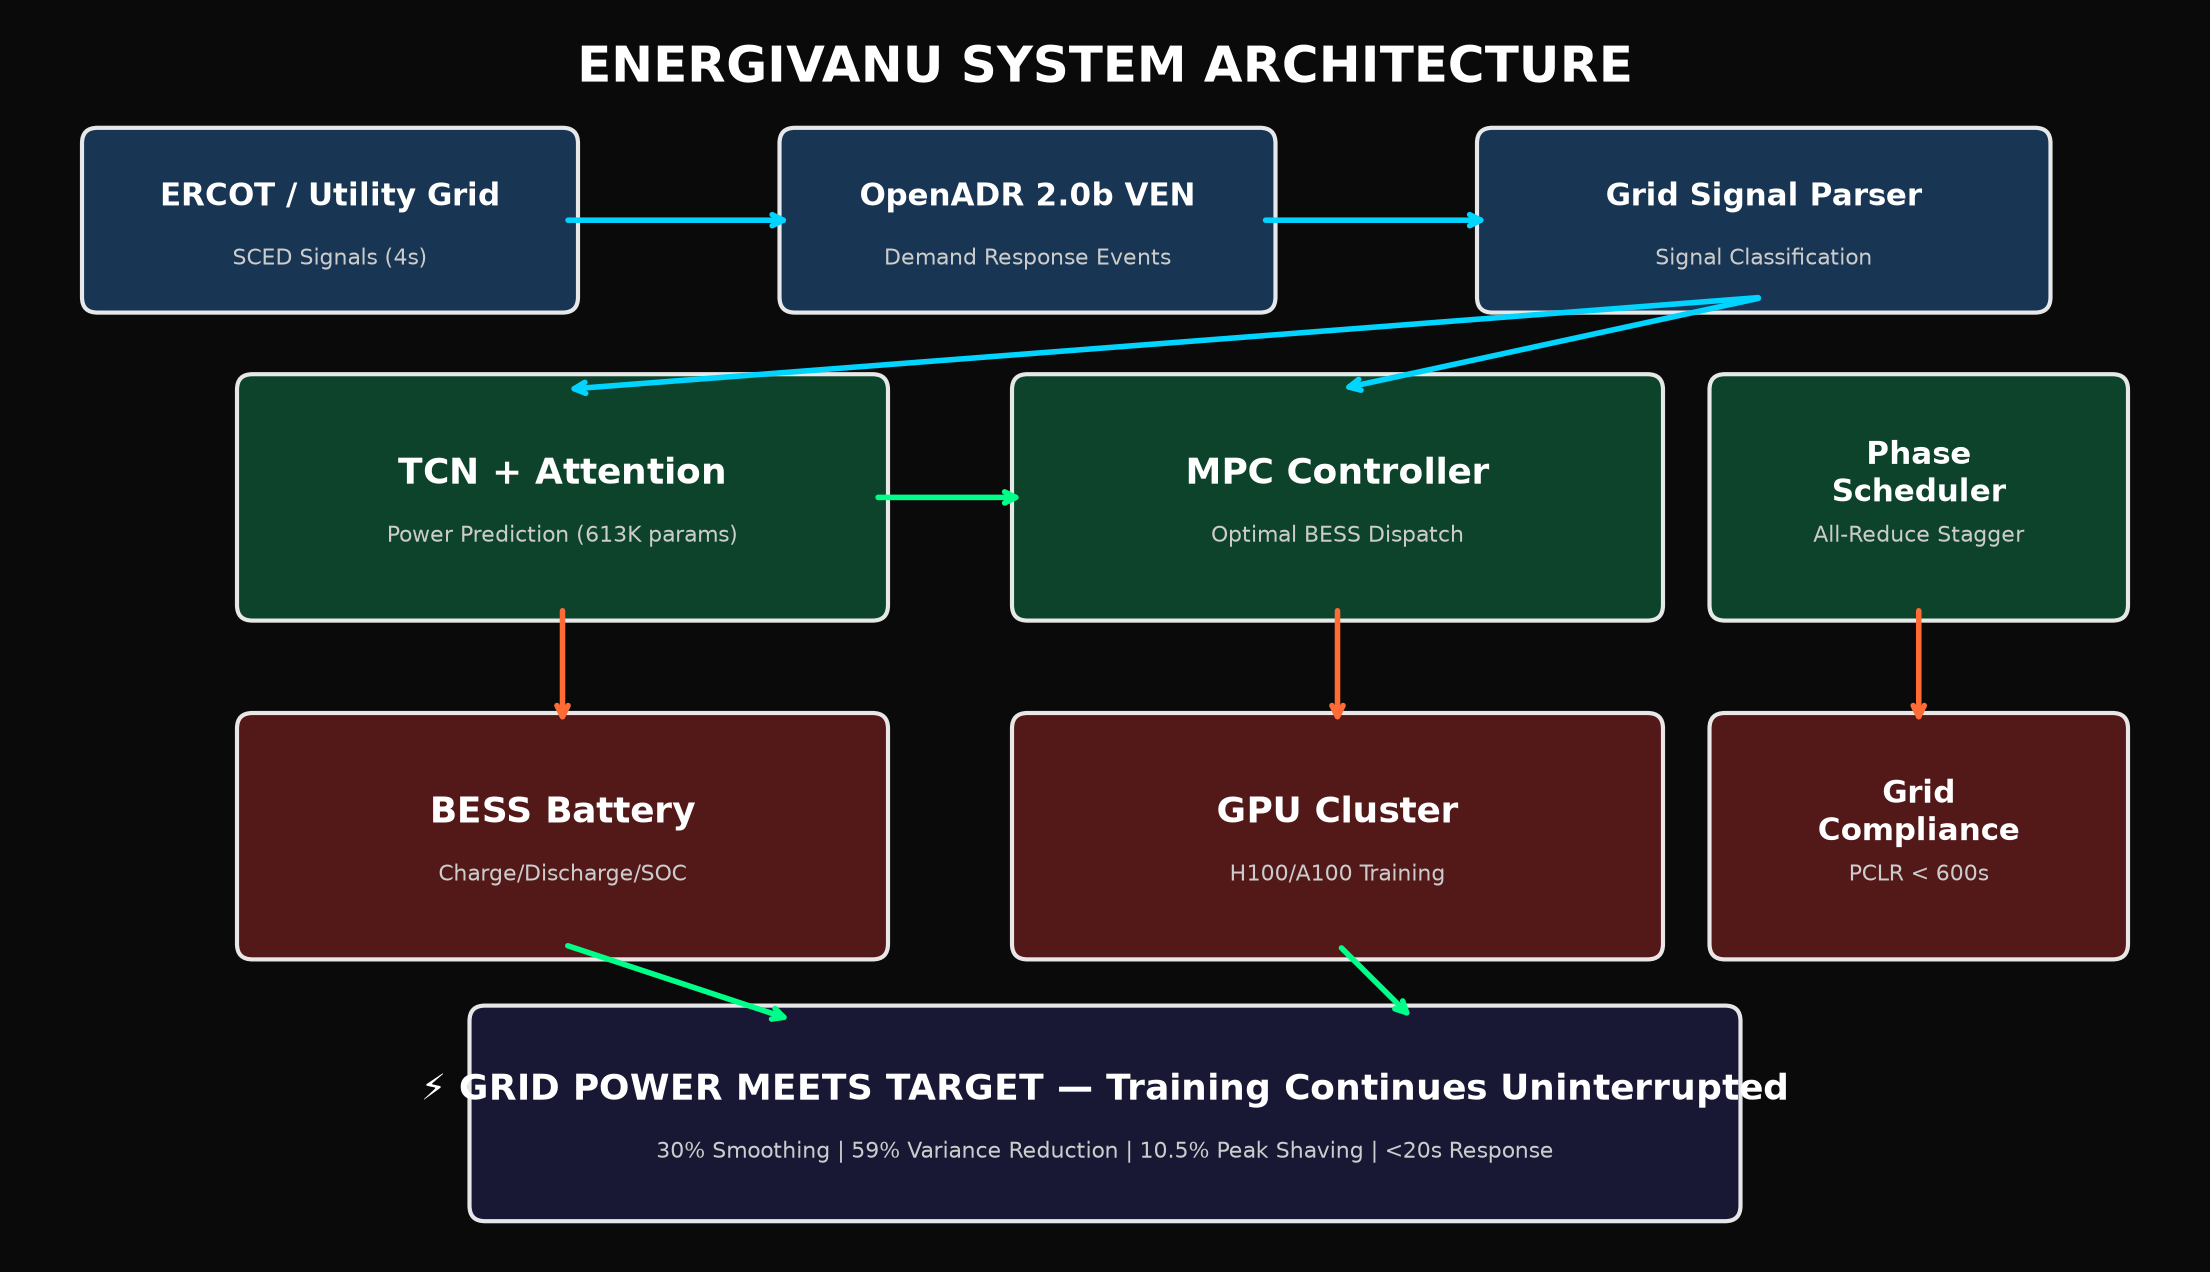 ENERGIVANU SYSTEM ARCHITECTURE
ERCOT / Utility Grid
SCED Signals (4s)
OpenADR 2.0b VEN
Demand Response Events
Grid Signal Parser
Signal Classification
TCN + Attention
Power Prediction (613K params)
MPC Controller
Optimal BESS Dispatch
Phase
Scheduler
All-Reduce Stagger
BESS Battery
Charge/Discharge/SOC
GPU Cluster
H100/A100 Training
Grid
Compliance
PCLR < 600s
⚡ GRID POWER MEETS TARGET — Training Continues Uninterrupted
30% Smoothing | 59% Variance Reduction | 10.5% Peak Shaving | <20s Response